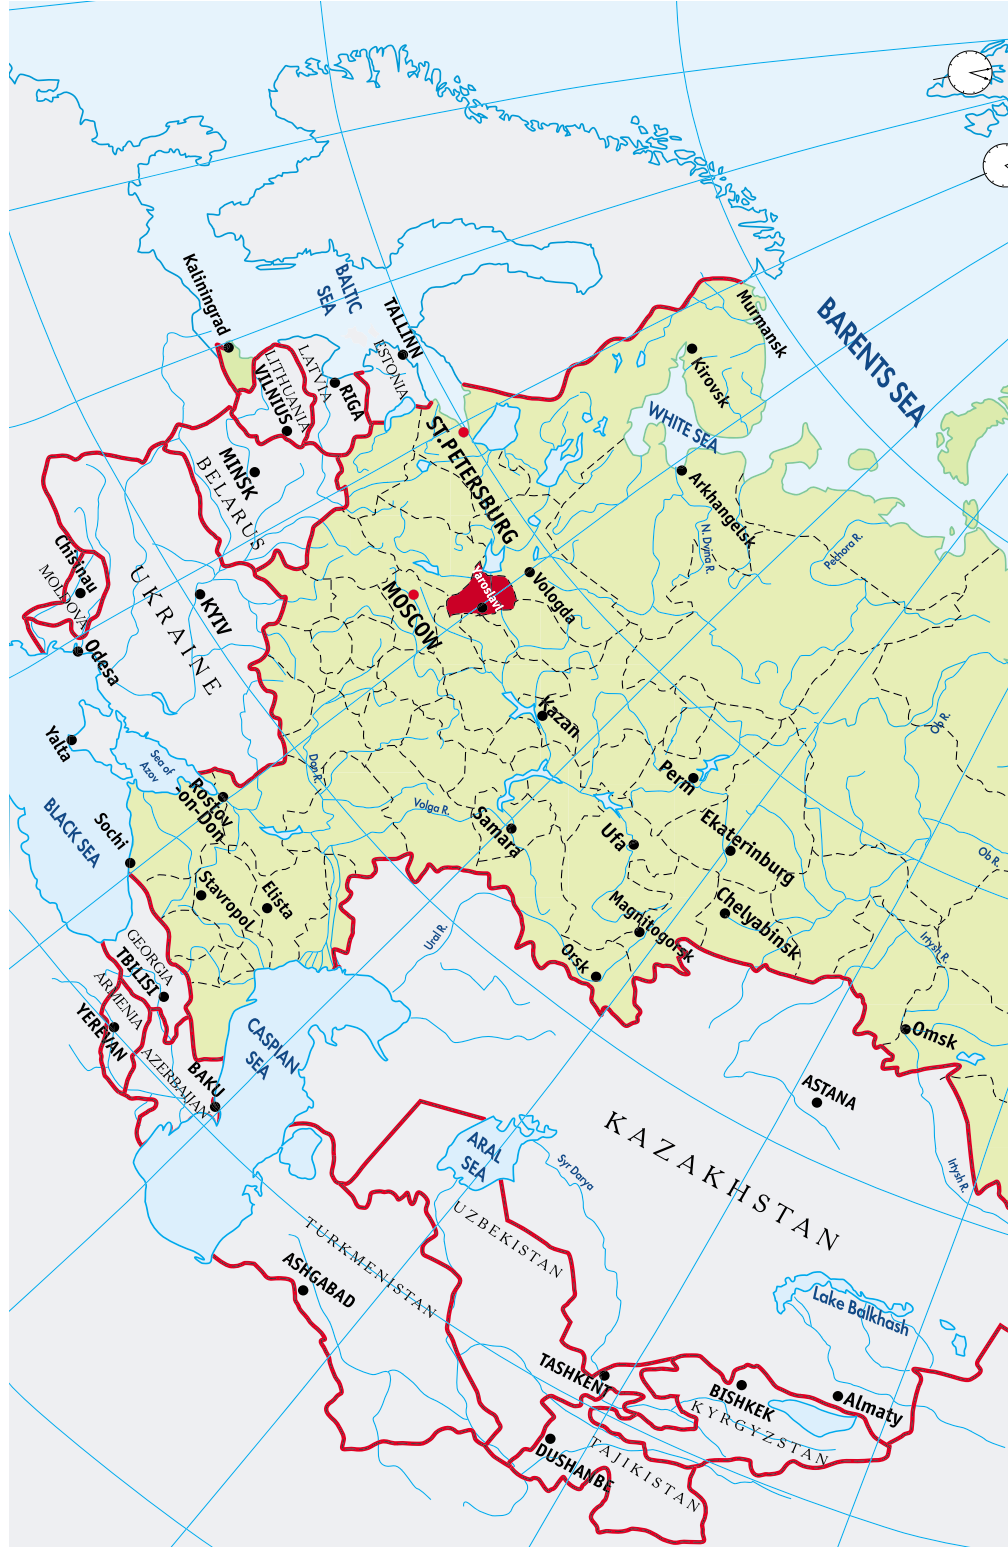 BARENTS SEA
Murmansk
Kirovsk
WHITE SEA
Arkhangelsk
N. Dvina R.
Pechora R.
Kaliningrad
BALTIC
SEA
TALLINN
ESTONIA
LATVIA
RIGA
LITHUANIA
VILNIUS
ST.PETERSBURG
MINSK
BELARUS
Chisinau
MOLDOVA
UKRAINE
KYIV
Odesa
MOSCOW
Yaroslavl
Vologda
Kazan
Ob R.
Yalta
Sea of
Azov
Don R.
Perm
Rostov
-on-Don
Volga R.
Samara
Ufa
Ekaterinburg
Ob R.
BLACK SEA
Sochi
Stavropol
Elista
Magnitogorsk
Chelyabinsk
Orsk
Ural R.
Irtysh R.
GEORGIA
TBILISI
ARMENIA
YEREVAN
AZERBAIJAN
BAKU
CASPIAN
SEA
Omsk
ASTANA
KAZAKHSTAN
ARAL
SEA
Syr Darya
Irtysh R.
UZBEKISTAN
TURKMENISTAN
ASHGABAD
Lake Balkhash
TASHKENT
BISHKEK
Almaty
KYRGYZSTAN
DUSHANBE
TAJIKISTAN